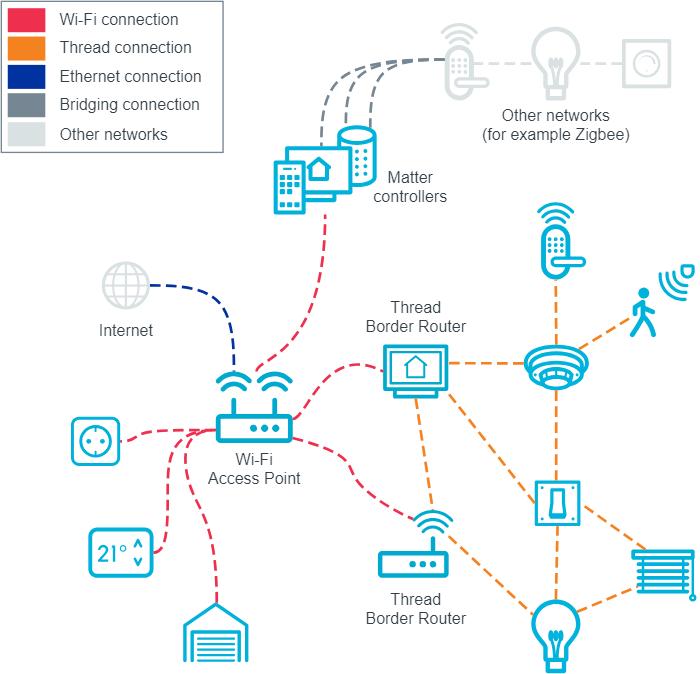 Wi-Fi connection
Thread connection
Ethernet connection
Bridging connection
Other networks
Other networks
(for example Zigbee)
Matter
controllers
Internet
Thread
Border Router
Wi-Fi
Access Point
21°
Thread
Border Router